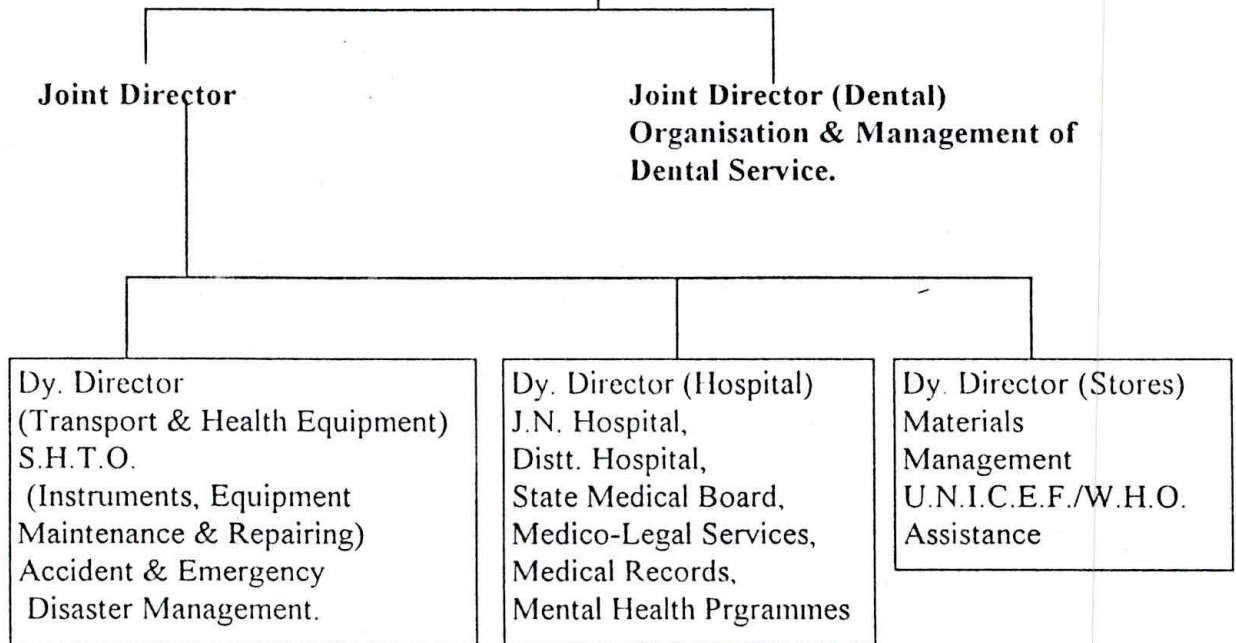 Joint Director
Joint Director (Dental)
Organisation & Management of
Dental Service.
Dy. Director
(Transport & Health Equipment)
S.H.T.O.
(Instruments, Equipment
Maintenance & Repairing)
Accident & Emergency
Disaster Management.
Dy. Director (Hospital)
J.N. Hospital,
Distt. Hospital,
State Medical Board,
Medico-Legal Services,
Medical Records,
Mental Health Prgrammes
Dy. Director (Stores)
Materials
Management
U.N.I.C.E.F./W.H.O.
Assistance